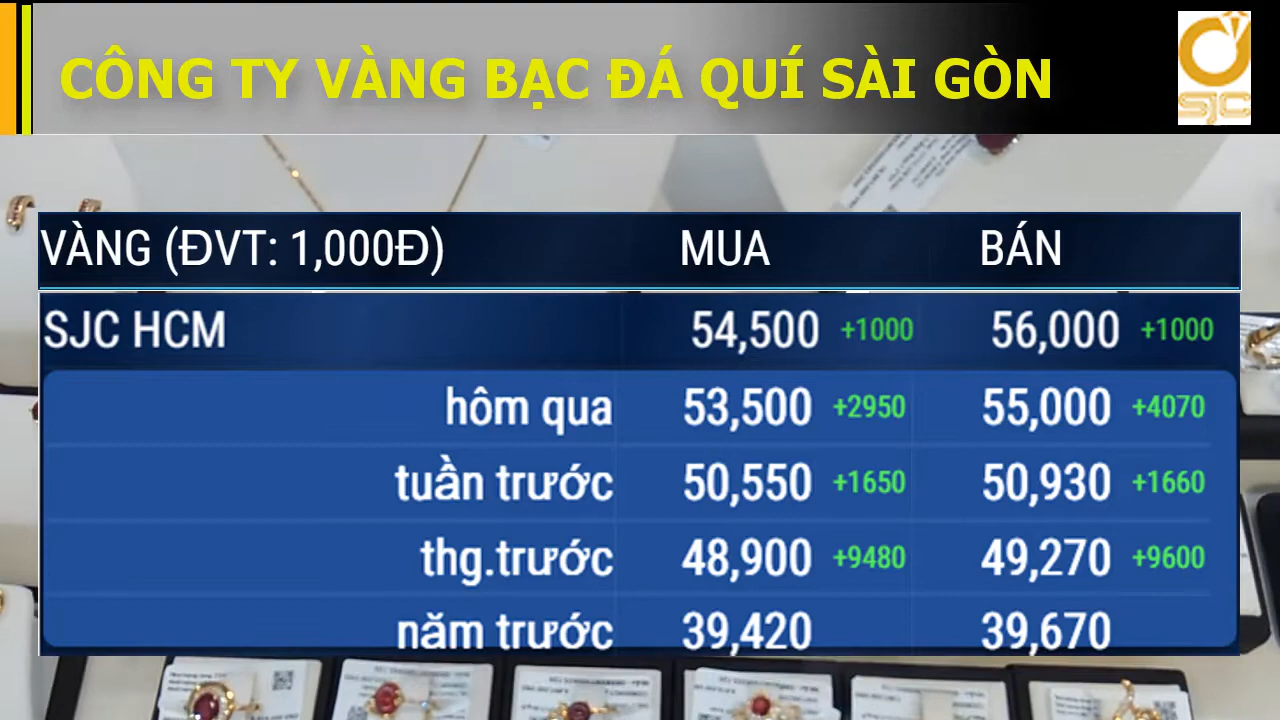 CÔNG TY VÀNG BẠC ĐÁ QUÍ SÀI GÒN
SJC
VÀNG (ĐVT: 1,000Đ) MUA BÁN
SJC HCM 54,500 +1000 56,000 +1000
hôm qua 53,500 +2950 55,000 +4070
tuần trước 50,550 +1650 50,930 +1660
thg.trước 48,900 +9480 49,270 +9600
năm trước 39,420 39,670